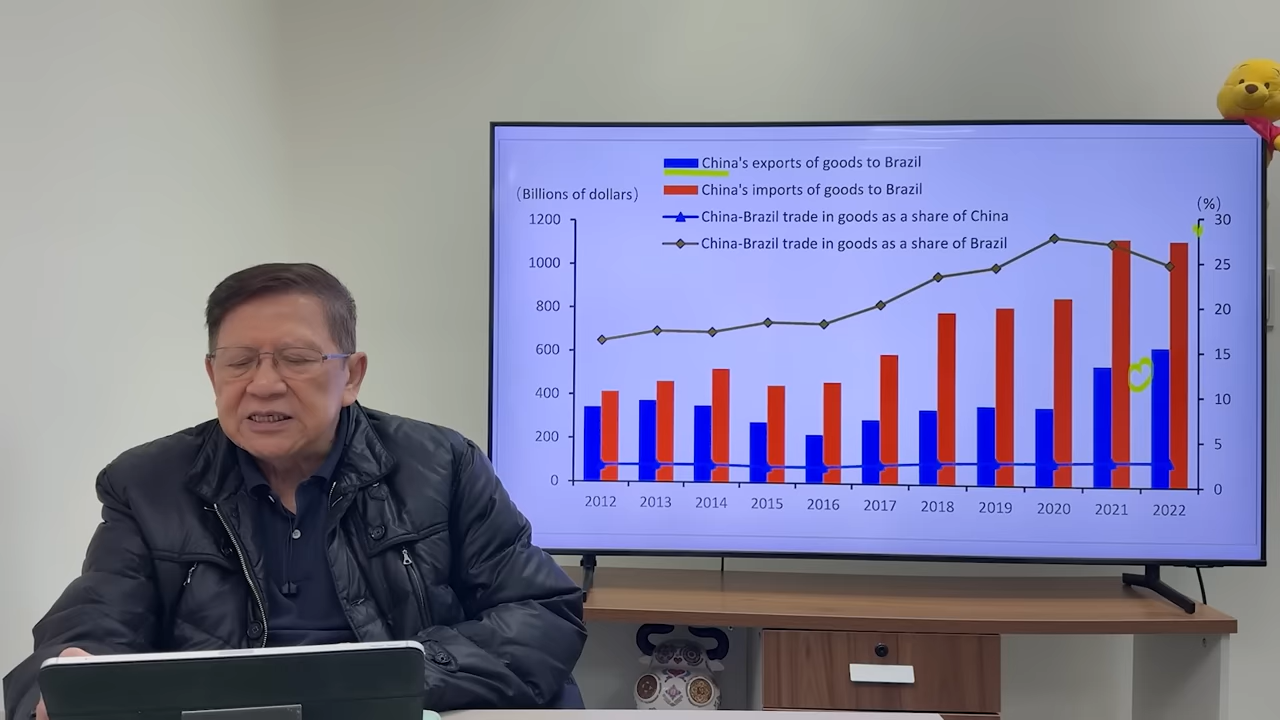 China's exports of goods to Brazil
(Billions of dollars)
China's imports of goods to Brazil
(%)
China-Brazil trade in goods as a share of China
China-Brazil trade in goods as a share of Brazil
1200
1000
800
600
400
200
0
30
25
20
15
10
5
0
2012 2013 2014 2015 2016 2017 2018 2019 2020 2021 2022